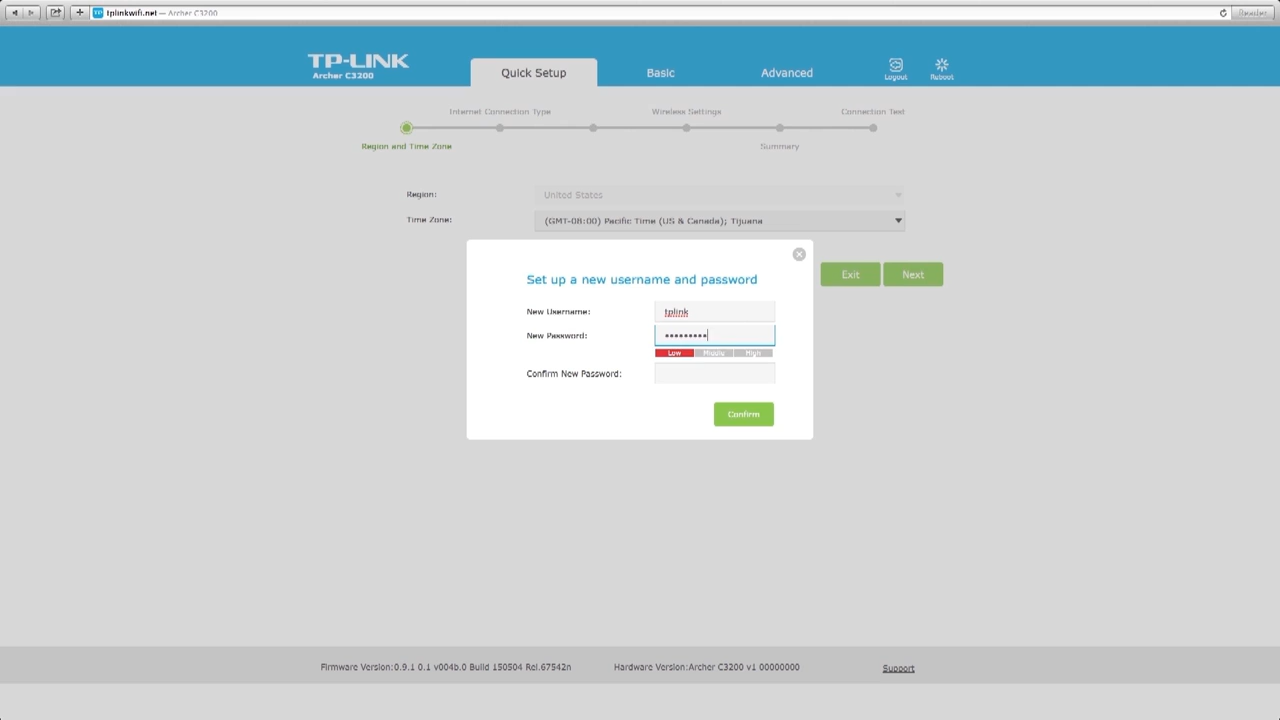 tplinkwifi.net — Archer C3200
Reader
TP-LINK
Archer C3200
Quick Setup
Basic
Advanced
Logout
Reboot
Internet Connection Type
Wireless Settings
Connection Test
Region and Time Zone
Summary
Region:
United States
Time Zone:
(GMT-08:00) Pacific Time (US & Canada); Tijuana
Exit
Next
Set up a new username and password
New Username:
tplink
New Password:
•••••••••
Low
Middle
High
Confirm New Password:
Confirm
Firmware Version:0.9.1 0.1 v004b.0 Build 150504 Rel.67542n
Hardware Version:Archer C3200 v1 00000000
Support